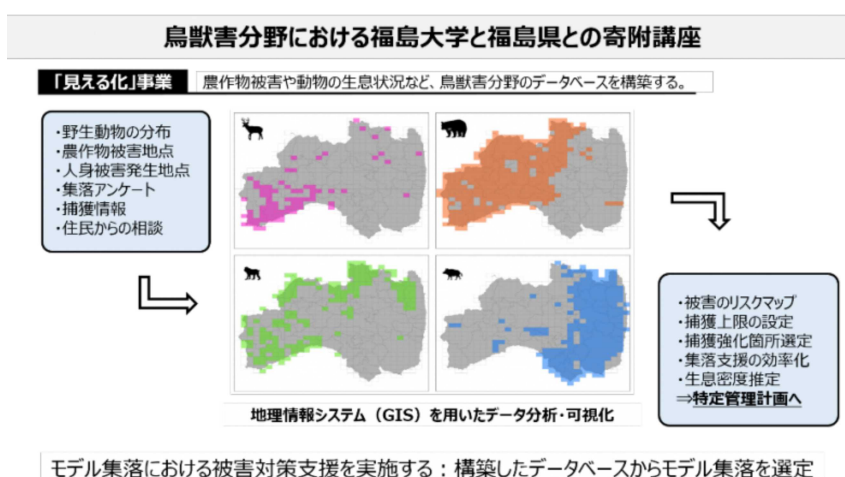 鳥獣害分野における福島大学と福島県との寄附講座
「見える化」事業
農作物被害や動物の生息状況など、鳥獣害分野のデータベースを構築する。
・野生動物の分布
・農作物被害地点
・人身被害発生地点
・集落アンケート
・捕獲情報
・住民からの相談
・被害のリスクマップ
・捕獲上限の設定
・捕獲強化箇所選定
・集落支援の効率化
・生息密度推定
⇒特定管理計画へ
地理情報システム（GIS）を用いたデータ分析・可視化
モデル集落における被害対策支援を実施する：構築したデータベースからモデル集落を選定